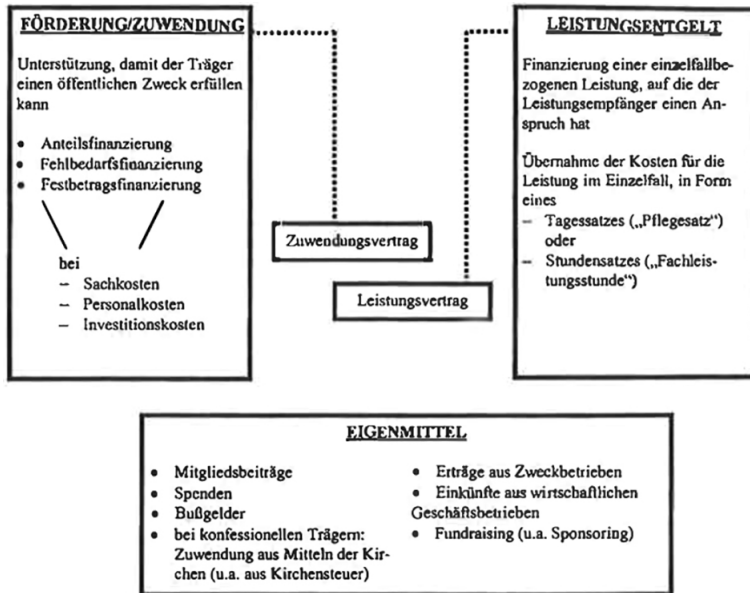 FÖRDERUNG/ZUWENDUNG
Unterstützung, damit der Träger
einen öffentlichen Zweck erfüllen
kann
• Anteilsfinanzierung
• Fehlbedarfsfinanzierung
• Festbetragsfinanzierung
bei
– Sachkosten
– Personalkosten
– Investitionskosten
Zuwendungsvertrag
Leistungsvertrag
LEISTUNGSENTGELT
Finanzierung einer einzelfallbe-
zogenen Leistung, auf die der
Leistungsempfänger einen An-
spruch hat
Übernahme der Kosten für die
Leistung im Einzelfall, in Form
eines
– Tagessatzes („Pflegesatz“)
oder
– Stundensatzes („Fachleis-
tungsstunde“)
EIGENMITTEL
• Mitgliedsbeiträge
• Spenden
• Bußgelder
• bei konfessionellen Trägern:
Zuwendung aus Mitteln der Kir-
chen (u.a. aus Kirchensteuer)
• Erträge aus Zweckbetrieben
• Einkünfte aus wirtschaftlichen
Geschäftsbetrieben
• Fundraising (u.a. Sponsoring)